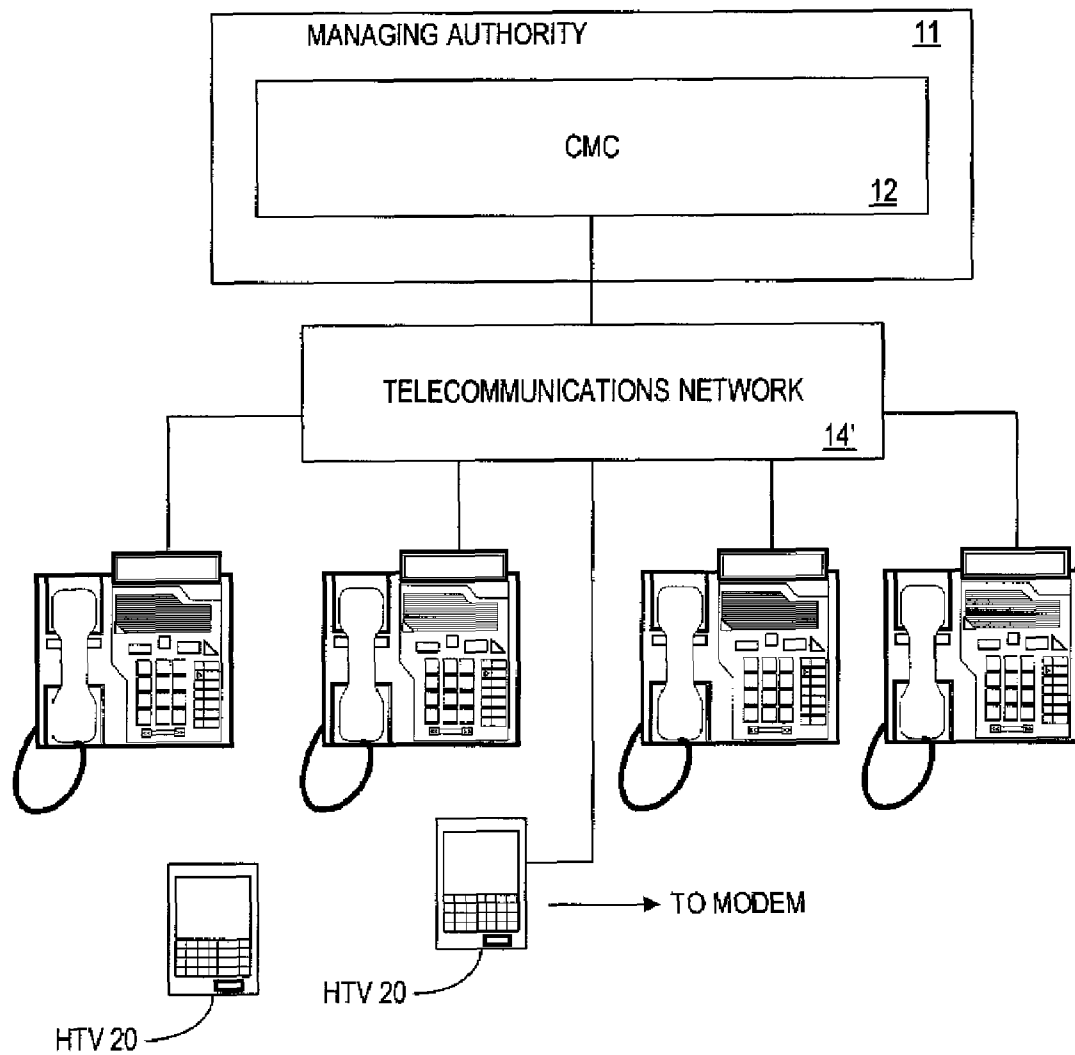 MANAGING AUTHORITY
11
CMC
12
TELECOMMUNICATIONS NETWORK
14'
TO MODEM
HTV 20
HTV 20